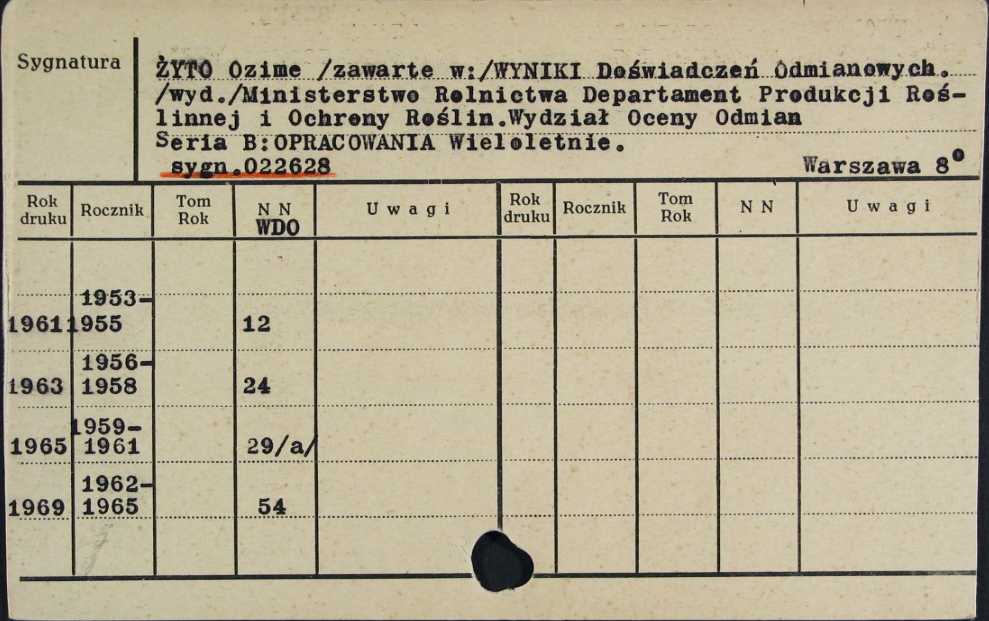 Sygnatura
ŻYTO Ozime /zawarte w:/WYNIKI Doświadczeń Odmianowych.
/wyd./Ministerstwo Rolnictwa Departament Produkcji Roś-
linnej i Ochrony Roślin.Wydział Oceny Odmian
Seria B:OPRACOWANIA Wieloletnie.
sygn.022628 Warszawa 8°
Rok druku Rocznik Tom Rok N N WDO Uwagi Rok druku Rocznik Tom Rok N N Uwagi
1953-
1961 1955 12
1956-
1963 1958 24
1959-
1965 1961 29/a/
1962-
1969 1965 54